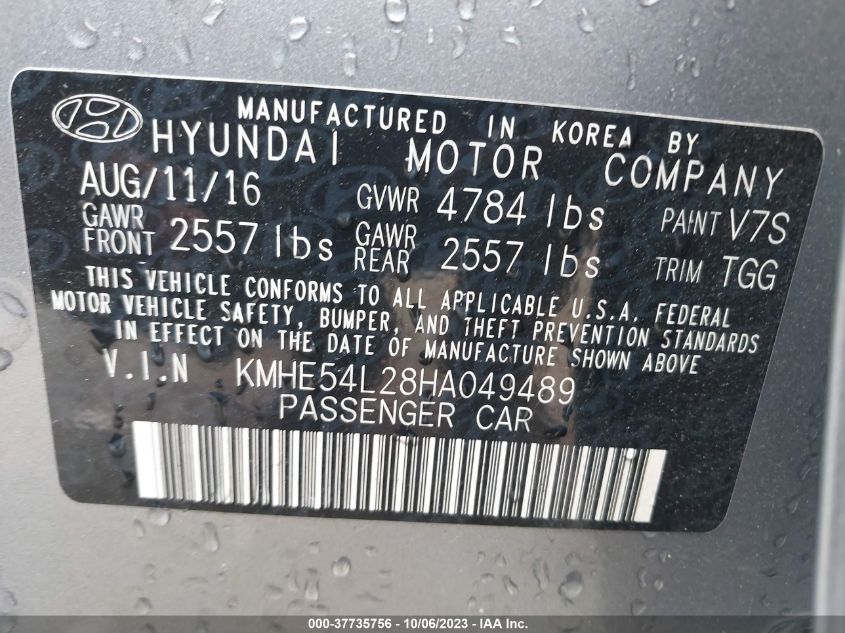 MANUFACTURED IN KOREA BY
HYUNDAI MOTOR COMPANY
AUG/11/16 GVWR 4784 lbs PAINT V7S
GAWR FRONT 2557 lbs GAWR REAR 2557 lbs TRIM TGG
THIS VEHICLE CONFORMS TO ALL APPLICABLE U.S.A. FEDERAL
MOTOR VEHICLE SAFETY, BUMPER, AND THEFT PREVENTION STANDARDS
IN EFFECT ON THE DATE OF MANUFACTURE SHOWN ABOVE
V.I.N KMHE54L28HA049489
PASSENGER CAR
000-37735756 - 10/06/2023 - IAA Inc.